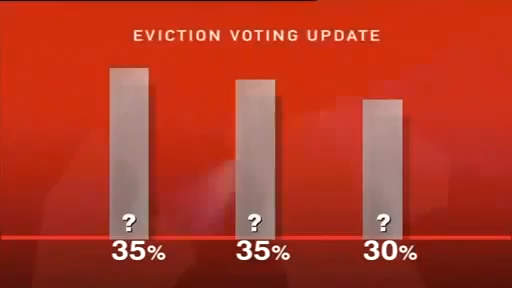 EVICTION VOTING UPDATE
? ? ?
35% 35% 30%